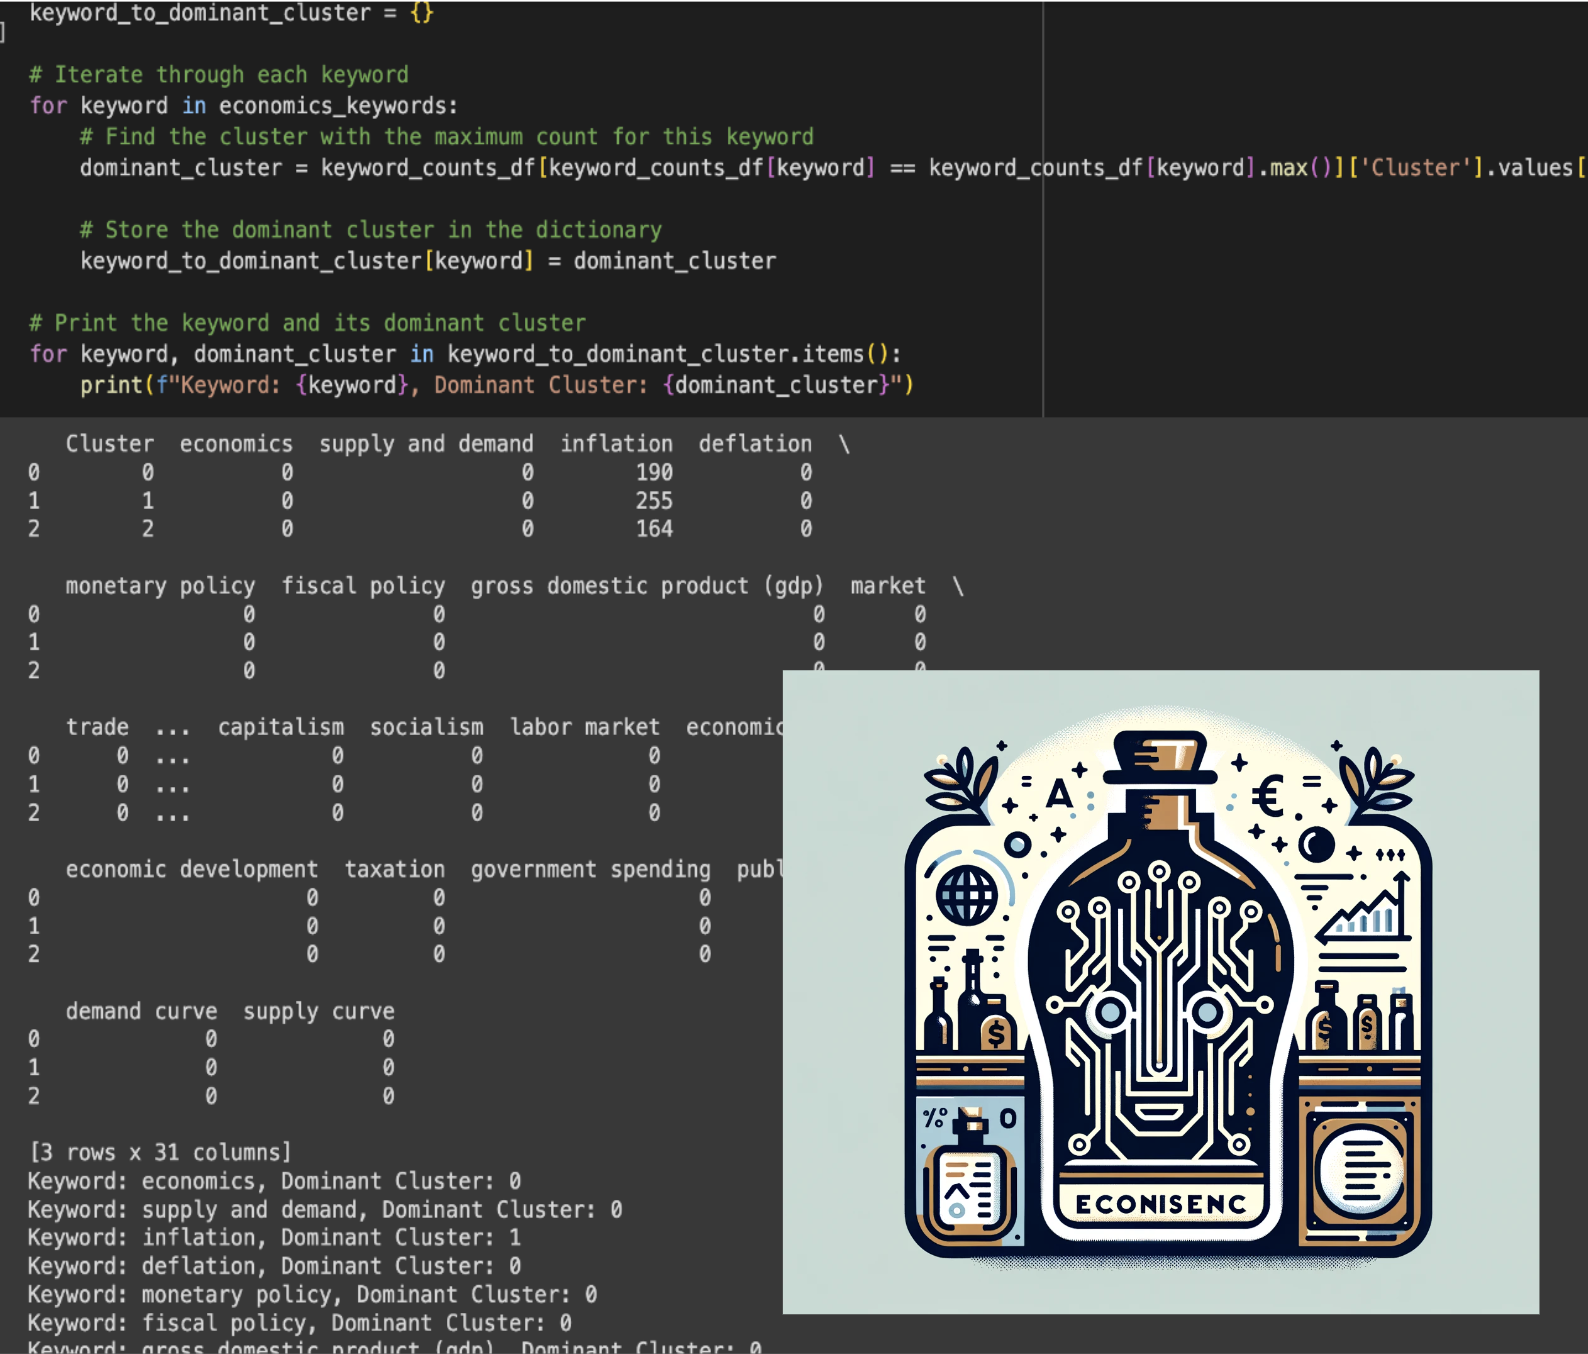 keyword_to_dominant_cluster = {}
]
# Iterate through each keyword
for keyword in economics_keywords:
# Find the cluster with the maximum count for this keyword
dominant_cluster = keyword_counts_df[keyword_counts_df[keyword] == keyword_counts_df[keyword].max()]['Cluster'].values[
# Store the dominant cluster in the dictionary
keyword_to_dominant_cluster[keyword] = dominant_cluster
# Print the keyword and its dominant cluster
for keyword, dominant_cluster in keyword_to_dominant_cluster.items():
print(f"Keyword: {keyword}, Dominant Cluster: {dominant_cluster}")
Cluster economics supply and demand inflation deflation \
0 0 0 0 190 0
1 1 0 0 255 0
2 2 0 0 164 0
monetary policy fiscal policy gross domestic product (gdp) market \
0 0 0 0 0
1 0 0 0 0
2 0 0 0 0
trade ... capitalism socialism labor market economic
0 0 ... 0 0 0
1 0 ... 0 0 0
2 0 ... 0 0 0
economic development taxation government spending publ
0 0 0 0
1 0 0 0
2 0 0 0
demand curve supply curve
0 0 0
1 0 0
2 0 0
[3 rows x 31 columns]
Keyword: economics, Dominant Cluster: 0
Keyword: supply and demand, Dominant Cluster: 0
Keyword: inflation, Dominant Cluster: 1
Keyword: deflation, Dominant Cluster: 0
Keyword: monetary policy, Dominant Cluster: 0
Keyword: fiscal policy, Dominant Cluster: 0
Keyword: gross domestic product (gdp), Dominant Cluster: 0
A €
$ $ $
% 0
ECONISENC